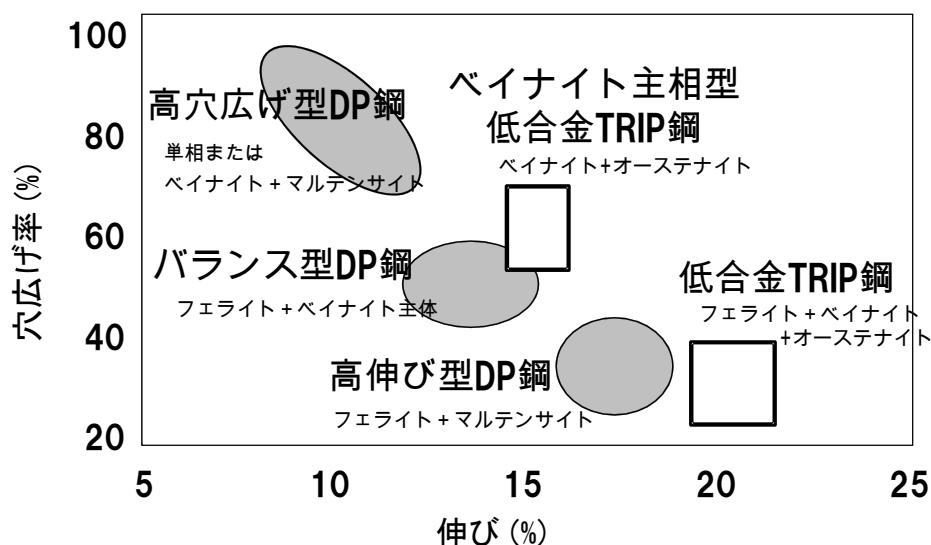 100
80
60
40
20
穴広げ率 (%)
高穴広げ型DP鋼
単相または
ベイナイト + マルテンサイト
ベイナイト主相型
低合金TRIP鋼
ベイナイト+オーステナイト
バランス型DP鋼
フェライト + ベイナイト主体
低合金TRIP鋼
フェライト + ベイナイト
+オーステナイト
高伸び型DP鋼
フェライト + マルテンサイト
5
10
15
20
25
伸び (%)